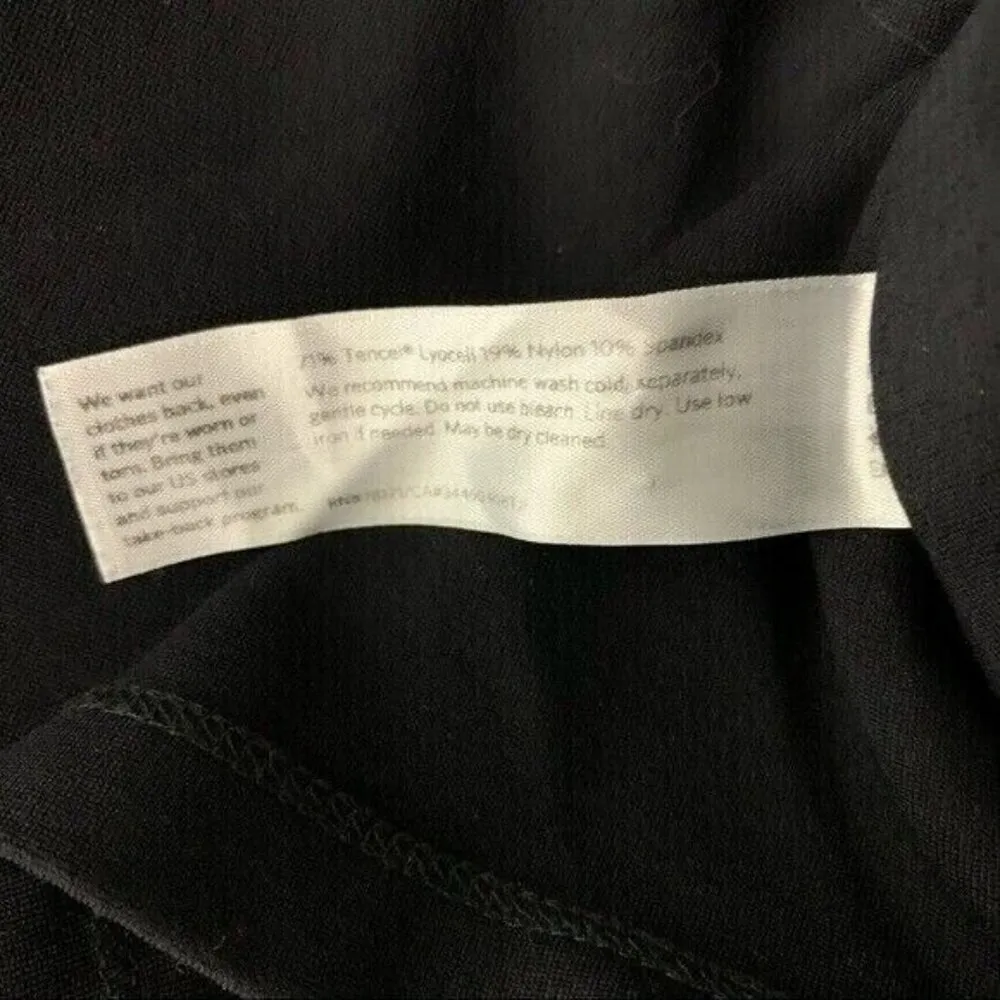 We want our
clothes back, even
if they're worn or
torn. Bring them
to our US stores
and support our
take-back program.
Tencel® Lyocell 19% Nylon 10% Spandex
We recommend machine wash cold, separately,
gentle cycle. Do not use bleach. Line dry. Use low
iron if needed. May be dry cleaned.